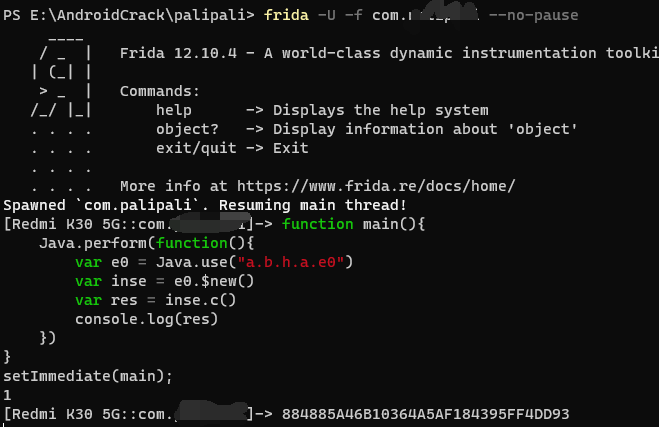 PS E:\AndroidCrack\palipali> frida -U -f com. --no-pause
     ____
    / _  |   Frida 12.10.4 - A world-class dynamic instrumentation toolki
   | (_| |
    > _  |   Commands:
   /_/ |_|       help      -> Displays the help system
   . . . .       object?   -> Display information about 'object'
   . . . .       exit/quit -> Exit
   . . . .
   . . . .   More info at https://www.frida.re/docs/home/
Spawned `com.palipali`. Resuming main thread!
[Redmi K30 5G::com. ]-> function main(){
    Java.perform(function(){
        var e0 = Java.use("a.b.h.a.e0")
        var inse = e0.$new()
        var res = inse.c()
        console.log(res)
    })
}
setImmediate(main);
1
[Redmi K30 5G::com. ]-> 884885A46B10364A5AF184395FF4DD93